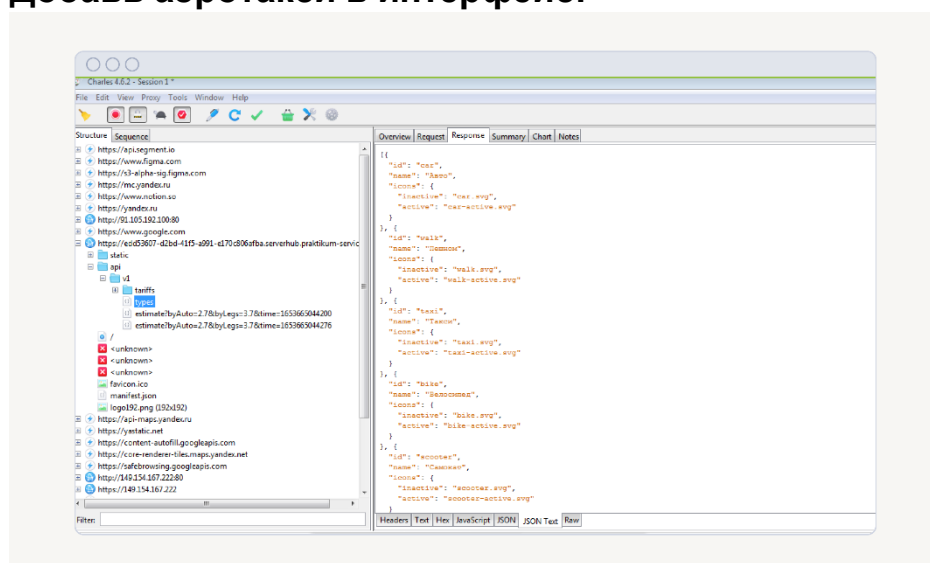 Добавь аэротакси в интерфейс.
Charles 4.6.2 - Session 1 *
File Edit View Proxy Tools Window Help
Structure Sequence
https://api.segment.io
https://www.figma.com
https://s3-alpha-sig.figma.com
https://mc.yandex.ru
https://www.notion.so
https://yandex.ru
http://91.105.192.100:80
https://www.google.com
https://edd53607-d2bd-41f5-a991-e170c806afba.serverhub.praktikum-servic
static
api
v1
tariffs
types
estimate?byAuto=2.7&byLegs=3.7&time=1653665044200
estimate?byAuto=2.7&byLegs=3.7&time=1653665044276
/
<unknown>
<unknown>
<unknown>
favicon.ico
manifest.json
logo192.png (192x192)
https://api-maps.yandex.ru
https://yastatic.net
https://content-autofill.googleapis.com
https://core-renderer-tiles.maps.yandex.net
https://safebrowsing.googleapis.com
http://149.154.167.222:80
https://149.154.167.222
Filter:
Overview Request Response Summary Chart Notes
[{
"id": "car",
"name": "Авто",
"icons": {
"inactive": "car.svg",
"active": "car-active.svg"
}
}, {
"id": "walk",
"name": "Пешком",
"icons": {
"inactive": "walk.svg",
"active": "walk-active.svg"
}
}, {
"id": "taxi",
"name": "Такси",
"icons": {
"inactive": "taxi.svg",
"active": "taxi-active.svg"
}
}, {
"id": "bike",
"name": "Велосипед",
"icons": {
"inactive": "bike.svg",
"active": "bike-active.svg"
}
}, {
"id": "scooter",
"name": "Самокат",
"icons": {
"inactive": "scooter.svg",
"active": "scooter-active.svg"
}
Headers Text Hex JavaScript JSON JSON Text Raw